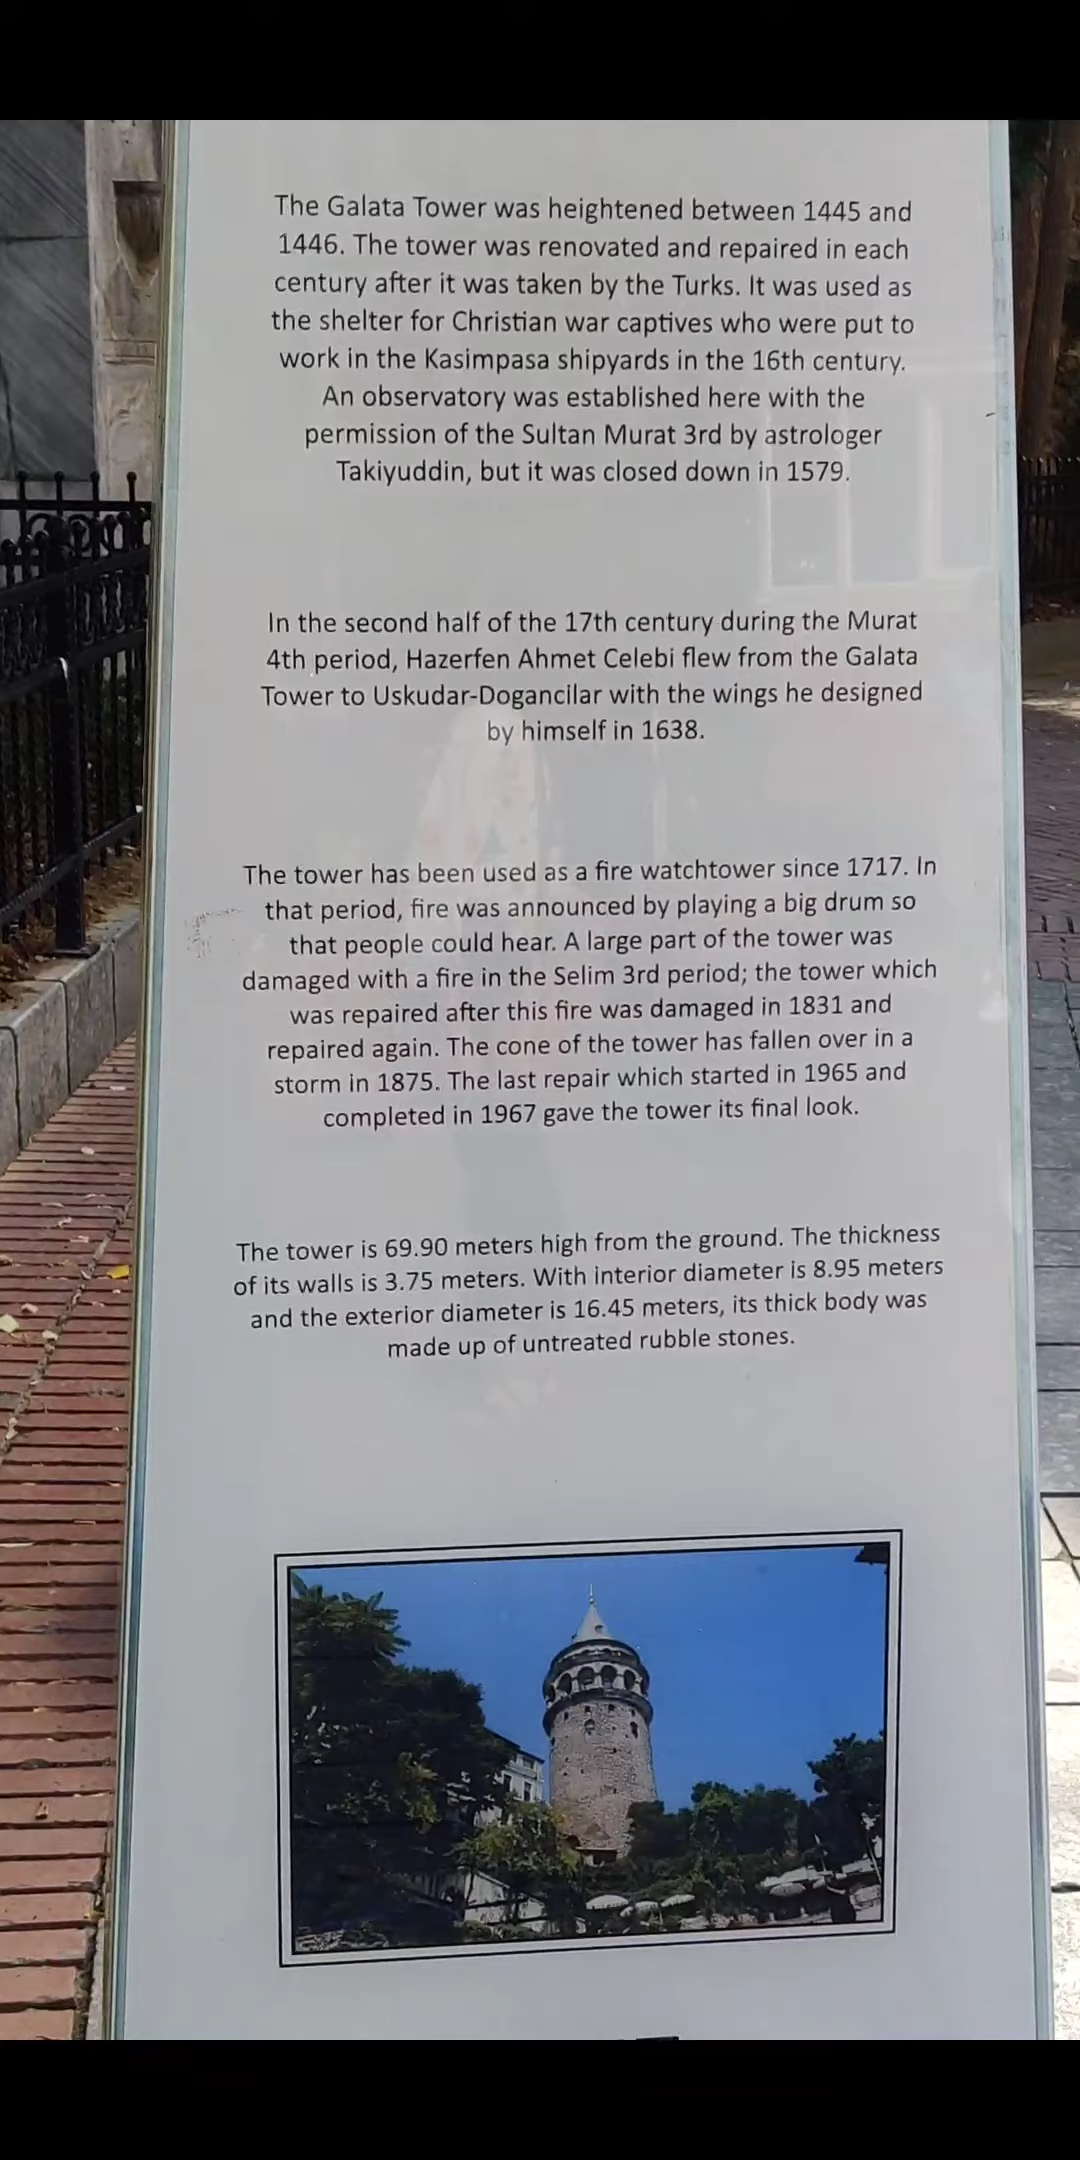 The Galata Tower was heightened between 1445 and
1446. The tower was renovated and repaired in each
century after it was taken by the Turks. It was used as
the shelter for Christian war captives who were put to
work in the Kasimpasa shipyards in the 16th century.
An observatory was established here with the
permission of the Sultan Murat 3rd by astrologer
Takiyuddin, but it was closed down in 1579.
In the second half of the 17th century during the Murat
4th period, Hazerfen Ahmet Celebi flew from the Galata
Tower to Uskudar-Dogancilar with the wings he designed
by himself in 1638.
The tower has been used as a fire watchtower since 1717. In
that period, fire was announced by playing a big drum so
that people could hear. A large part of the tower was
damaged with a fire in the Selim 3rd period; the tower which
was repaired after this fire was damaged in 1831 and
repaired again. The cone of the tower has fallen over in a
storm in 1875. The last repair which started in 1965 and
completed in 1967 gave the tower its final look.
The tower is 69.90 meters high from the ground. The thickness
of its walls is 3.75 meters. With interior diameter is 8.95 meters
and the exterior diameter is 16.45 meters, its thick body was
made up of untreated rubble stones.